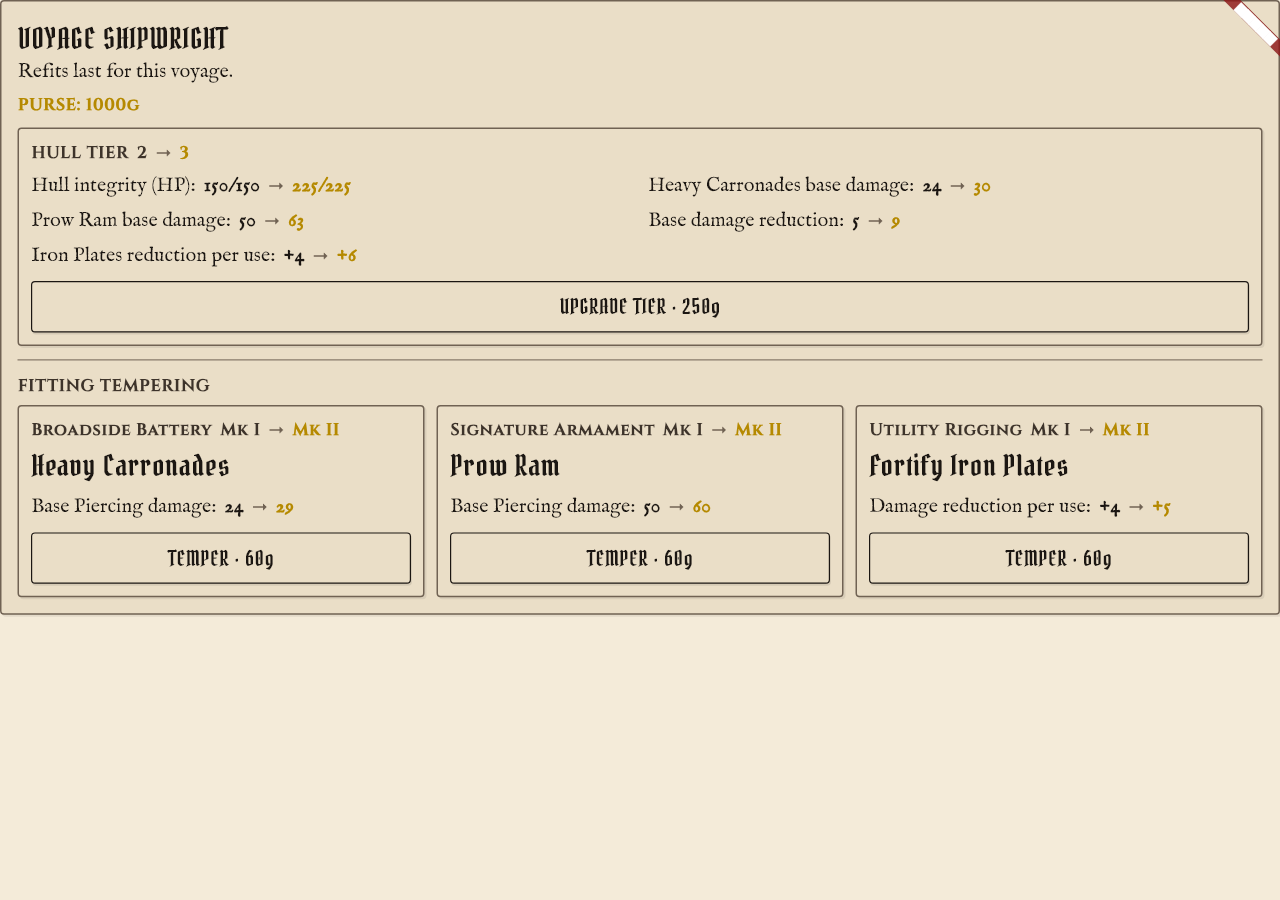 VOYAGE SHIPWRIGHT
Refits last for this voyage.
PURSE: 1000G
HULL TIER 2 → 3
Hull integrity (HP): 150/150 → 225/225
Heavy Carronades base damage: 24 → 30
Prow Ram base damage: 50 → 63
Base damage reduction: 5 → 9
Iron Plates reduction per use: +4 → +6
UPGRADE TIER · 250g
FITTING TEMPERING
Broadside Battery Mk I → Mk II
Heavy Carronades
Base Piercing damage: 24 → 29
TEMPER · 60g
Signature Armament Mk I → Mk II
Prow Ram
Base Piercing damage: 50 → 60
TEMPER · 60g
Utility Rigging Mk I → Mk II
Fortify Iron Plates
Damage reduction per use: +4 → +5
TEMPER · 60g